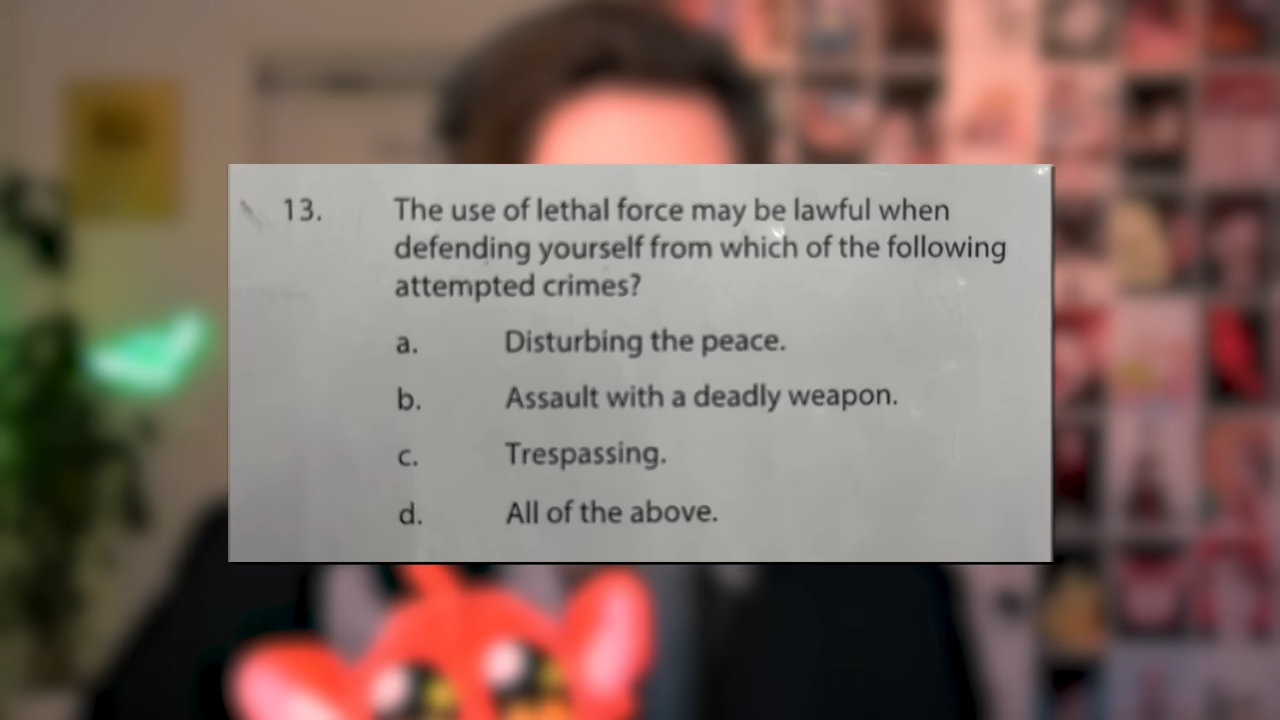 13. The use of lethal force may be lawful when
defending yourself from which of the following
attempted crimes?
a. Disturbing the peace.
b. Assault with a deadly weapon.
c. Trespassing.
d. All of the above.